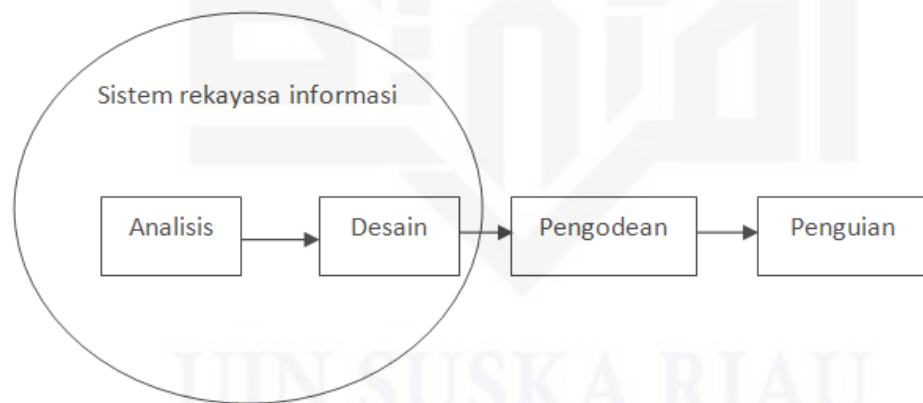 Sistem rekayasa informasi
Analisis
Desain
Pengodean
Penguian
UIN SUSKA RIAU